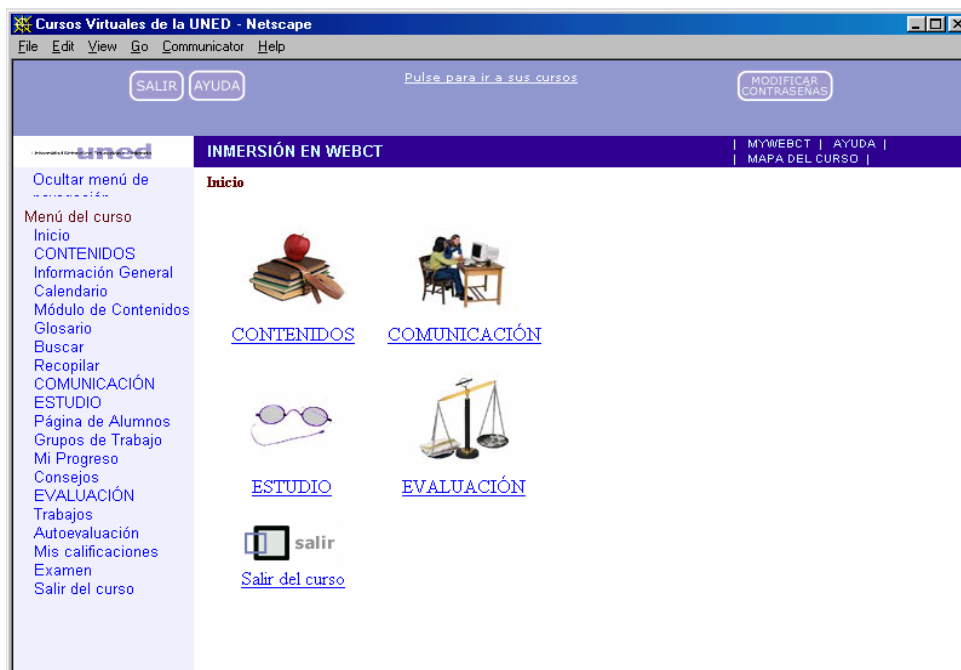 Cursos Virtuales de la UNED - Netscape
File Edit View Go Communicator Help
SALIR AYUDA
Pulse para ir a sus cursos
MODIFICAR
CONTRASEÑAS
uned
INMERSIÓN EN WEBCT
| MYWEBCT | AYUDA |
| MAPA DEL CURSO |
Ocultar menú de
Inicio
Menú del curso
Inicio
CONTENIDOS
Información General
Calendario
Módulo de Contenidos
Glosario
Buscar
Recopilar
COMUNICACIÓN
ESTUDIO
Página de Alumnos
Grupos de Trabajo
Mi Progreso
Consejos
EVALUACIÓN
Trabajos
Autoevaluación
Mis calificaciones
Examen
Salir del curso
CONTENIDOS
COMUNICACIÓN
ESTUDIO
EVALUACIÓN
salir
Salir del curso